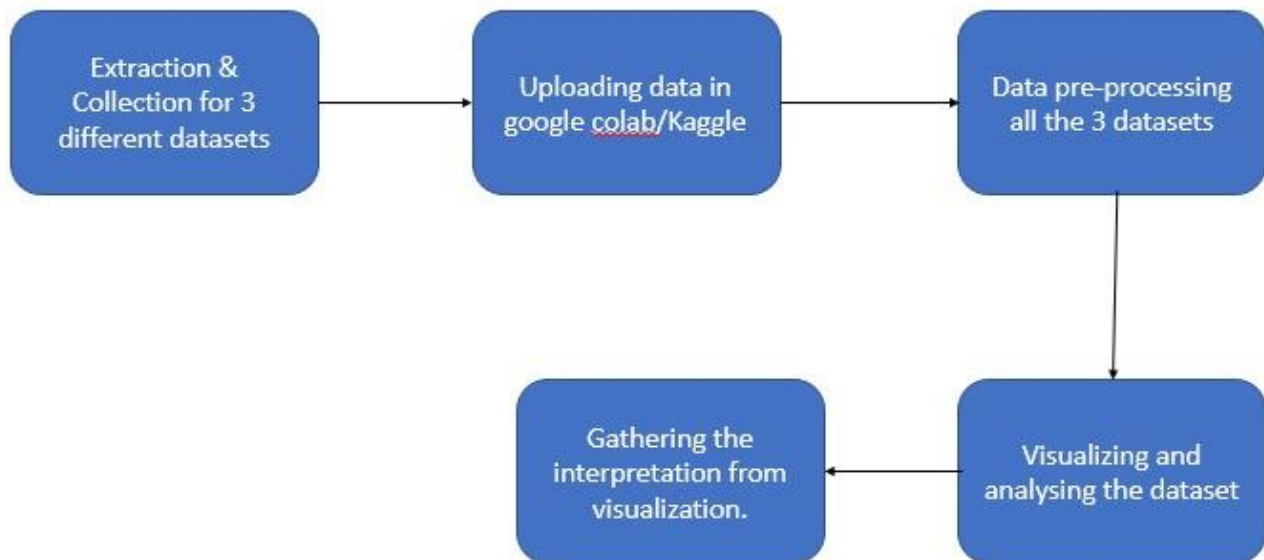 Extraction &
Collection for 3
different datasets
Uploading data in
google colab/Kaggle
Data pre-processing
all the 3 datasets
Visualizing and
analysing the dataset
Gathering the
interpretation from
visualization.